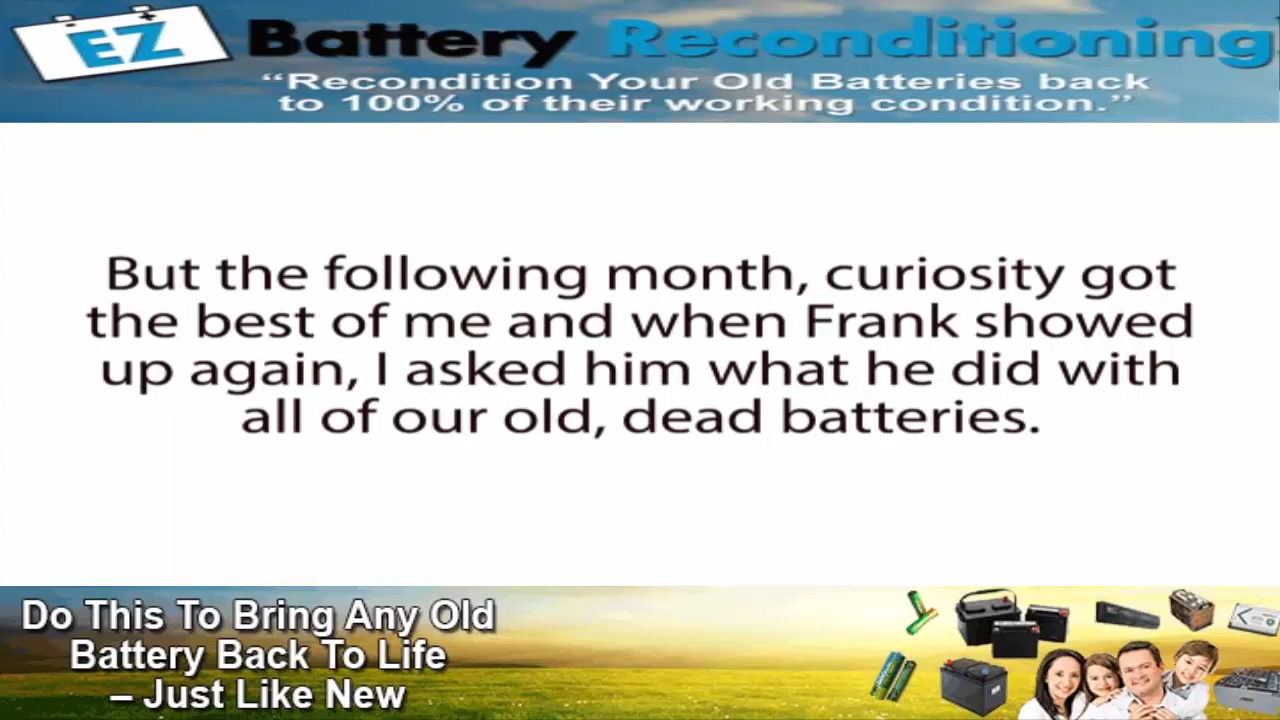 EZ Battery Reconditioning
“Recondition Your Old Batteries back
to 100% of their working condition.”
But the following month, curiosity got
the best of me and when Frank showed
up again, I asked him what he did with
all of our old, dead batteries.
Do This To Bring Any Old
Battery Back To Life
– Just Like New